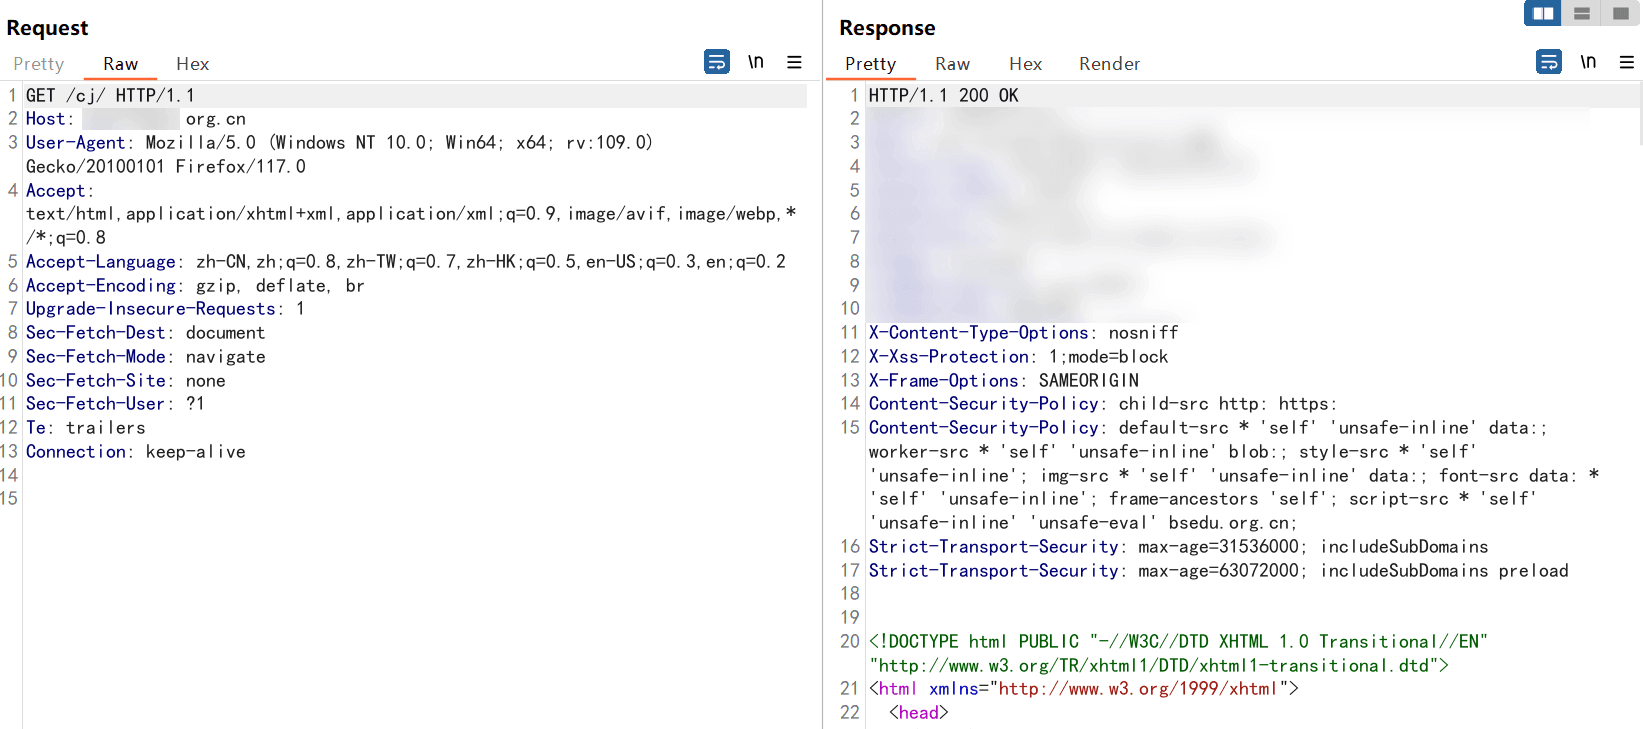 Request
Pretty Raw Hex \n
1 GET /cj/ HTTP/1.1
2 Host: org.cn
3 User-Agent: Mozilla/5.0 (Windows NT 10.0; Win64; x64; rv:109.0)
Gecko/20100101 Firefox/117.0
4 Accept:
text/html,application/xhtml+xml,application/xml;q=0.9,image/avif,image/webp,*
/*;q=0.8
5 Accept-Language: zh-CN,zh;q=0.8,zh-TW;q=0.7,zh-HK;q=0.5,en-US;q=0.3,en;q=0.2
6 Accept-Encoding: gzip, deflate, br
7 Upgrade-Insecure-Requests: 1
8 Sec-Fetch-Dest: document
9 Sec-Fetch-Mode: navigate
10 Sec-Fetch-Site: none
11 Sec-Fetch-User: ?1
12 Te: trailers
13 Connection: keep-alive
14
15
Response
Pretty Raw Hex Render \n
1 HTTP/1.1 200 OK
2
3
4
5
6
7
8
9
10
11 X-Content-Type-Options: nosniff
12 X-Xss-Protection: 1;mode=block
13 X-Frame-Options: SAMEORIGIN
14 Content-Security-Policy: child-src http: https:
15 Content-Security-Policy: default-src * 'self' 'unsafe-inline' data:;
worker-src * 'self' 'unsafe-inline' blob:; style-src * 'self'
'unsafe-inline'; img-src * 'self' 'unsafe-inline' data:; font-src data: *
'self' 'unsafe-inline'; frame-ancestors 'self'; script-src * 'self'
'unsafe-inline' 'unsafe-eval' bsedu.org.cn;
16 Strict-Transport-Security: max-age=31536000; includeSubDomains
17 Strict-Transport-Security: max-age=63072000; includeSubDomains preload
18
19
20 <!DOCTYPE html PUBLIC "-//W3C//DTD XHTML 1.0 Transitional//EN"
"http://www.w3.org/TR/xhtml1/DTD/xhtml1-transitional.dtd">
21 <html xmlns="http://www.w3.org/1999/xhtml">
22 <head>